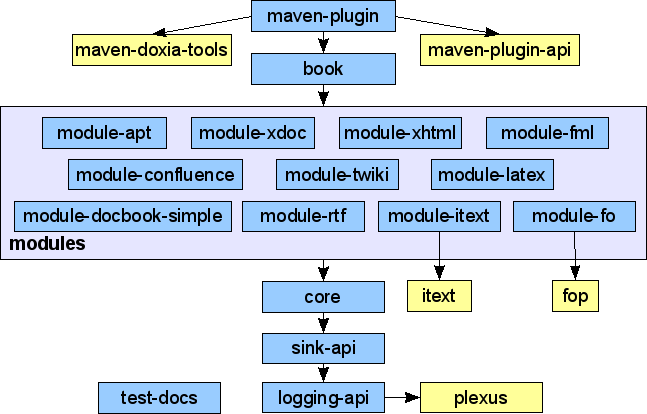 maven-plugin
maven-doxia-tools
maven-plugin-api
book
module-apt
module-xdoc
module-xhtml
module-fml
module-confluence
module-twiki
module-latex
module-docbook-simple
module-rtf
module-itext
module-fo
modules
core
itext
fop
sink-api
test-docs
logging-api
plexus